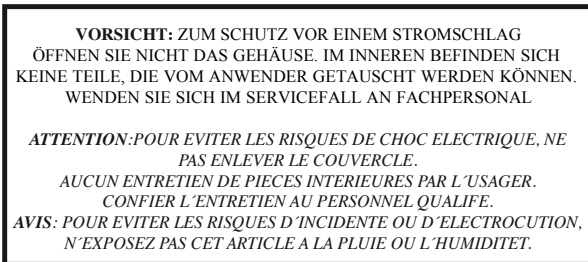 VORSICHT: ZUM SCHUTZ VOR EINEM STROMSCHLAG
ÖFFNEN SIE NICHT DAS GEHÄUSE. IM INNEREN BEFINDEN SICH
KEINE TEILE, DIE VOM ANWENDER GETAUSCHT WERDEN KÖNNEN.
WENDEN SIE SICH IM SERVICEFALL AN FACHPERSONAL
ATTENTION:POUR EVITER LES RISQUES DE CHOC ELECTRIQUE, NE
PAS ENLEVER LE COUVERCLE.
AUCUN ENTRETIEN DE PIECES INTERIEURES PAR L´USAGER.
CONFIER L´ENTRETIEN AU PERSONNEL QUALIFE.
AVIS: POUR EVITER LES RISQUES D´INCIDENTE OU D´ELECTROCUTION,
N´EXPOSEZ PAS CET ARTICLE A LA PLUIE OU L´HUMIDITET.